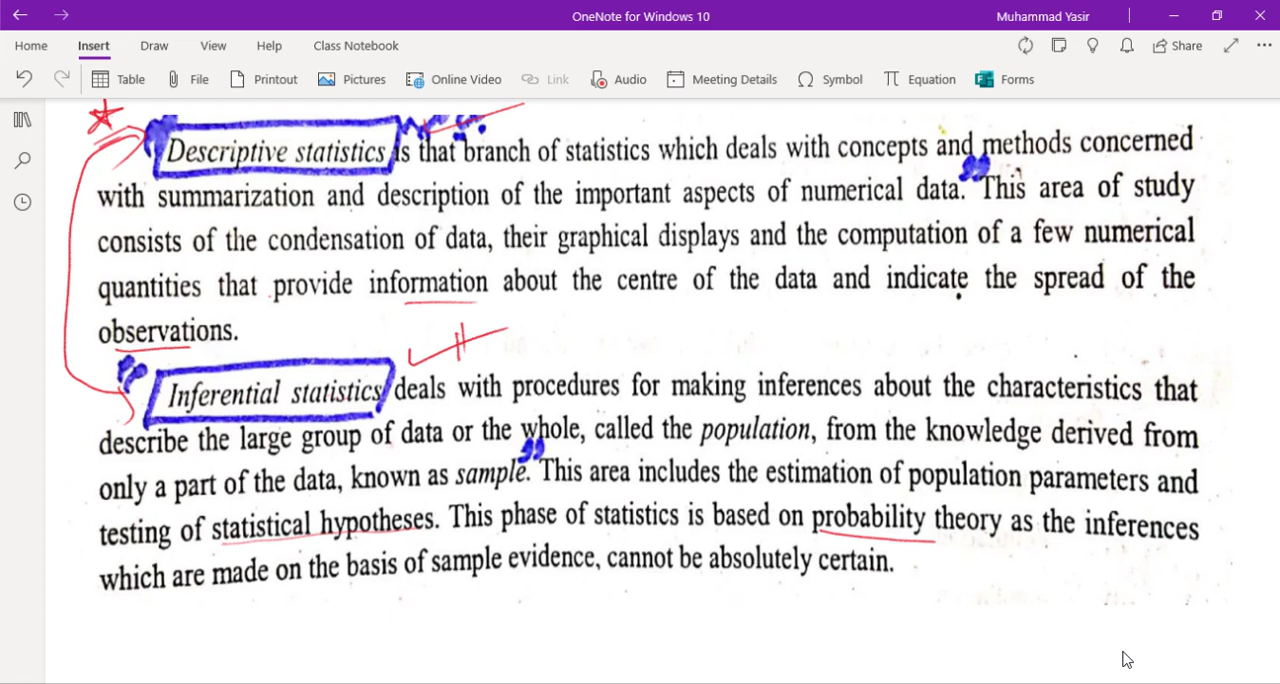 OneNote for Windows 10
Muhammad Yasir
Home Insert Draw View Help Class Notebook
Share
Table File Printout Pictures Online Video Link Audio Meeting Details Symbol Equation Forms
Descriptive statistics is that branch of statistics which deals with concepts and methods concerned
with summarization and description of the important aspects of numerical data." This area of study
consists of the condensation of data, their graphical displays and the computation of a few numerical
quantities that provide information about the centre of the data and indicate the spread of the
observations.
"Inferential statistics deals with procedures for making inferences about the characteristics that
describe the large group of data or the whole, called the population, from the knowledge derived from
only a part of the data, known as sample." This area includes the estimation of population parameters and
testing of statistical hypotheses. This phase of statistics is based on probability theory as the inferences
which are made on the basis of sample evidence, cannot be absolutely certain.